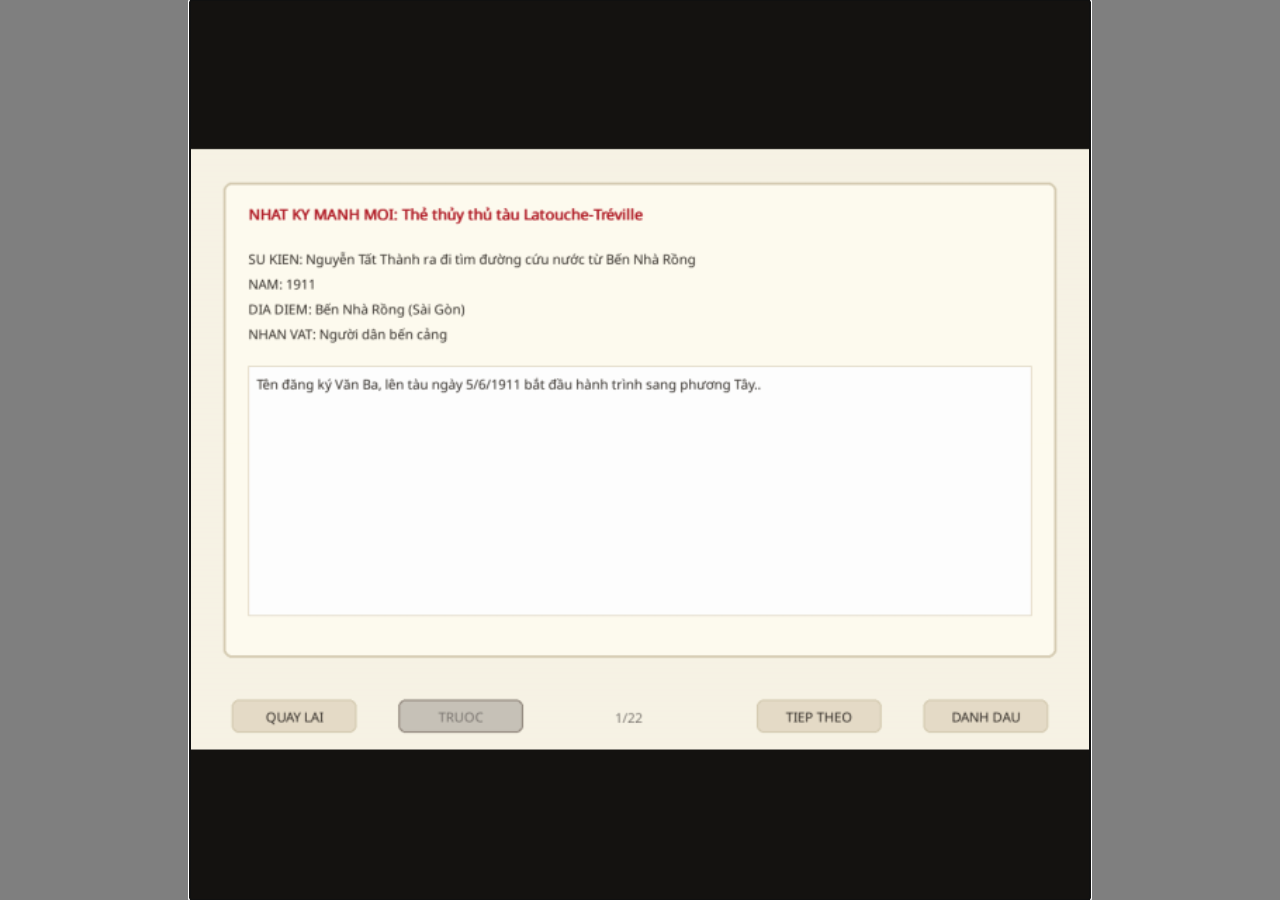 NHAT KY MANH MOI: Thẻ thủy thủ tàu Latouche-Tréville
SU KIEN: Nguyễn Tất Thành ra đi tìm đường cứu nước từ Bến Nhà Rồng
NAM: 1911
DIA DIEM: Bến Nhà Rồng (Sài Gòn)
NHAN VAT: Người dân bến cảng
Tên đăng ký Văn Ba, lên tàu ngày 5/6/1911 bắt đầu hành trình sang phương Tây..
QUAY LAI
TRUOC
1/22
TIEP THEO
DANH DAU